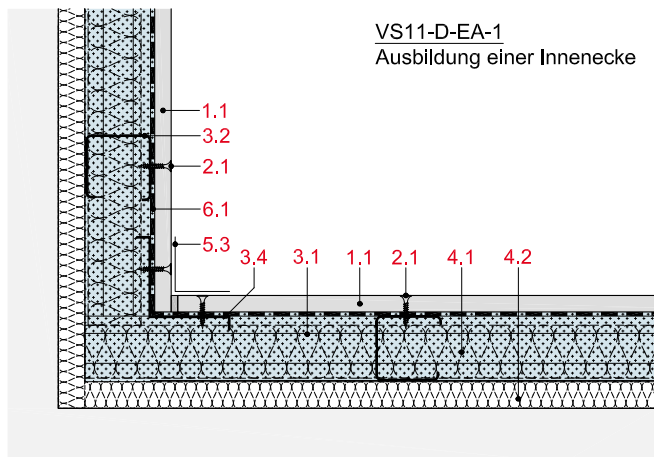 VS11-D-EA-1
Ausbildung einer Innenecke
1.1
3.2
2.1
6.1
5.3
3.4 3.1 1.1 2.1 4.1 4.2